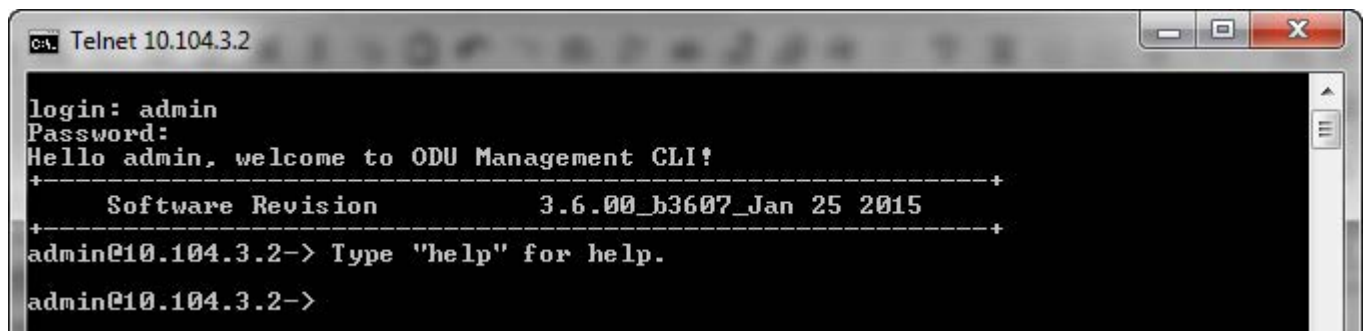 Telnet 10.104.3.2
login: admin
Password:
Hello admin, welcome to ODU Management CLI!
+-----------------------------------------------------------+
Software Revision 3.6.00_b3607_Jan 25 2015
+-----------------------------------------------------------+
admin@10.104.3.2-> Type "help" for help.
admin@10.104.3.2->